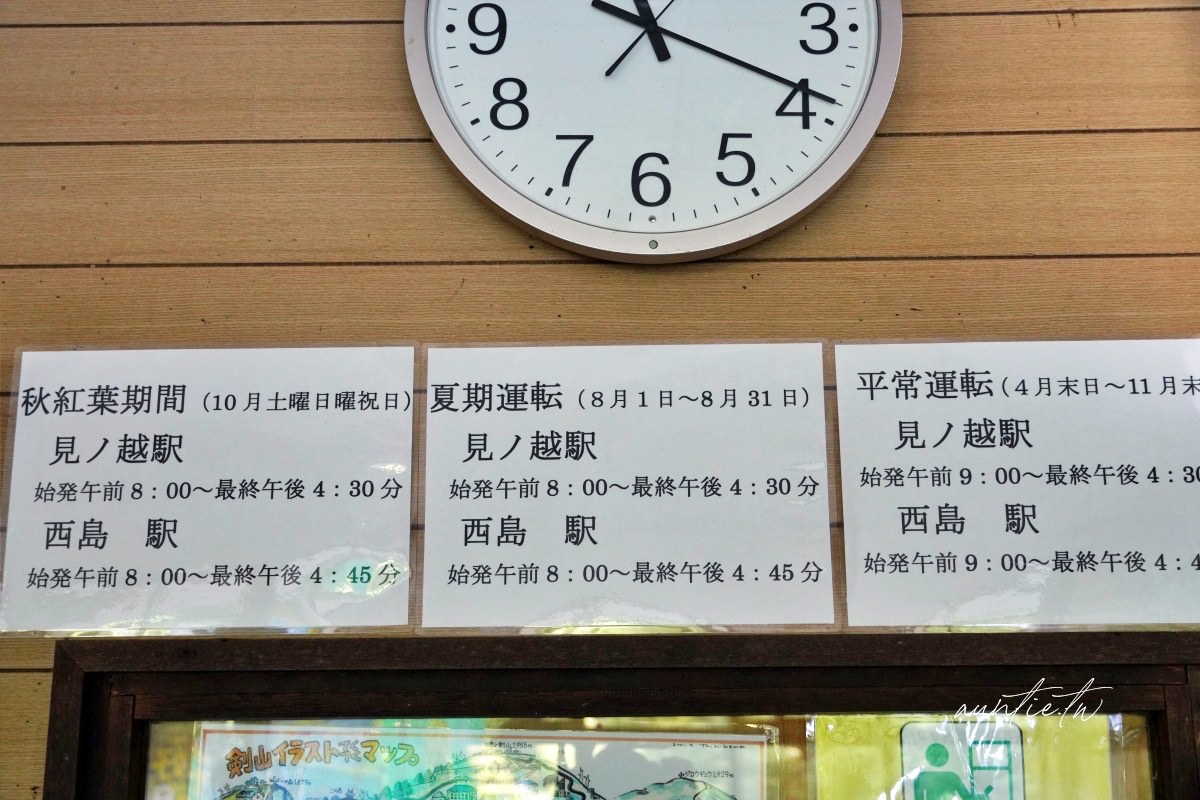 9
3
8
4
7
5
6
秋紅葉期間（10月土曜日曜祝日）
見ノ越駅
始発午前8：00～最終午後4：30分
西島　駅
始発午前8：00～最終午後4：45分
夏期運転（8月1日～8月31日）
見ノ越駅
始発午前8：00～最終午後4：30分
西島　駅
始発午前8：00～最終午後4：45分
平常運転（4月末日～11月末
見ノ越駅
始発午前9：00～最終午後4：30
西島　駅
始発午前9：00～最終午後4：4
剣山イラストマップ